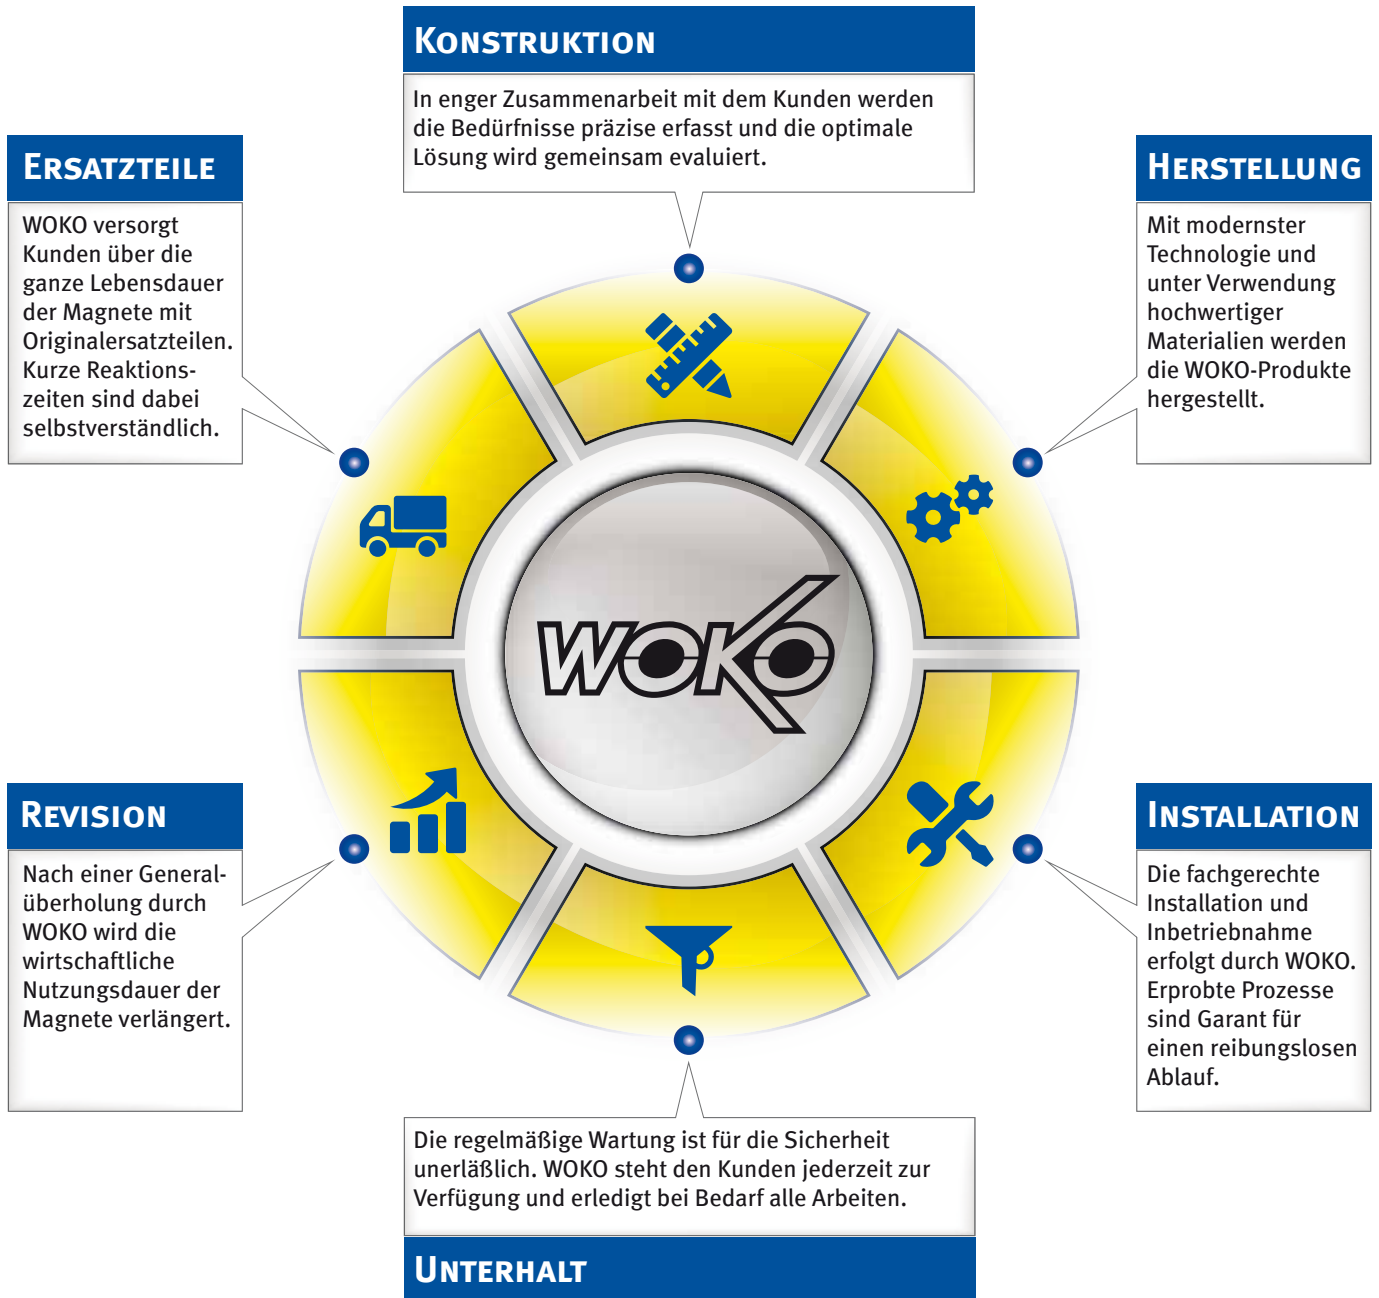 KONSTRUKTION
In enger Zusammenarbeit mit dem Kunden werden
die Bedürfnisse präzise erfasst und die optimale
Lösung wird gemeinsam evaluiert.
ERSATZTEILE
WOKO versorgt
Kunden über die
ganze Lebensdauer
der Magnete mit
Originalersatzteilen.
Kurze Reaktions-
zeiten sind dabei
selbstverständlich.
HERSTELLUNG
Mit modernster
Technologie und
unter Verwendung
hochwertiger
Materialien werden
die WOKO-Produkte
hergestellt.
WOKO
REVISION
Nach einer General-
überholung durch
WOKO wird die
wirtschaftliche
Nutzungsdauer der
Magnete verlängert.
INSTALLATION
Die fachgerechte
Installation und
Inbetriebnahme
erfolgt durch WOKO.
Erprobte Prozesse
sind Garant für
einen reibungslosen
Ablauf.
Die regelmäßige Wartung ist für die Sicherheit
unerläßlich. WOKO steht den Kunden jederzeit zur
Verfügung und erledigt bei Bedarf alle Arbeiten.
UNTERHALT